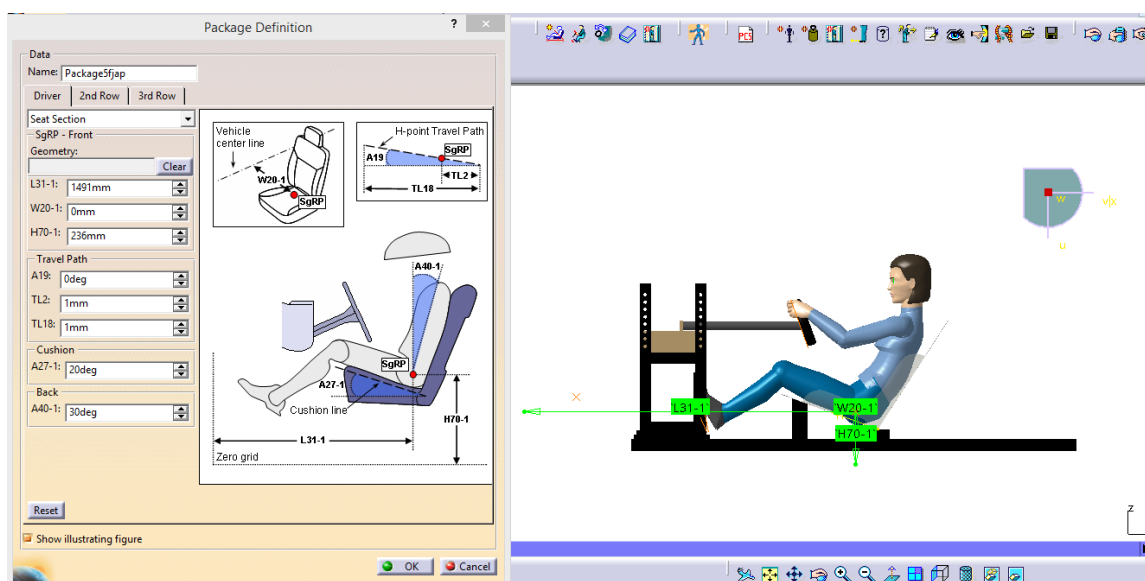 Package Definition
?
×
Data
Name: Package5fjap
Driver 2nd Row 3rd Row
Seat Section
SgRP - Front
Geometry:
Clear
L31-1: 1491mm
W20-1: 0mm
H70-1: 236mm
Travel Path
A19: 0deg
TL2: 1mm
TL18: 1mm
Cushion
A27-1: 20deg
Back
A40-1: 30deg
Reset
Show illustrating figure
OK
Cancel
Vehicle
center line
W20-1
SgRP
H-point Travel Path
A19
SgRP
TL2
TL18
A40-1
SgRP
A27-1
Cushion line
H70-1
L31-1
Zero grid
PCS
?
w
v|x
u
`L31-1`
`W20-1`
`H70-1`
z